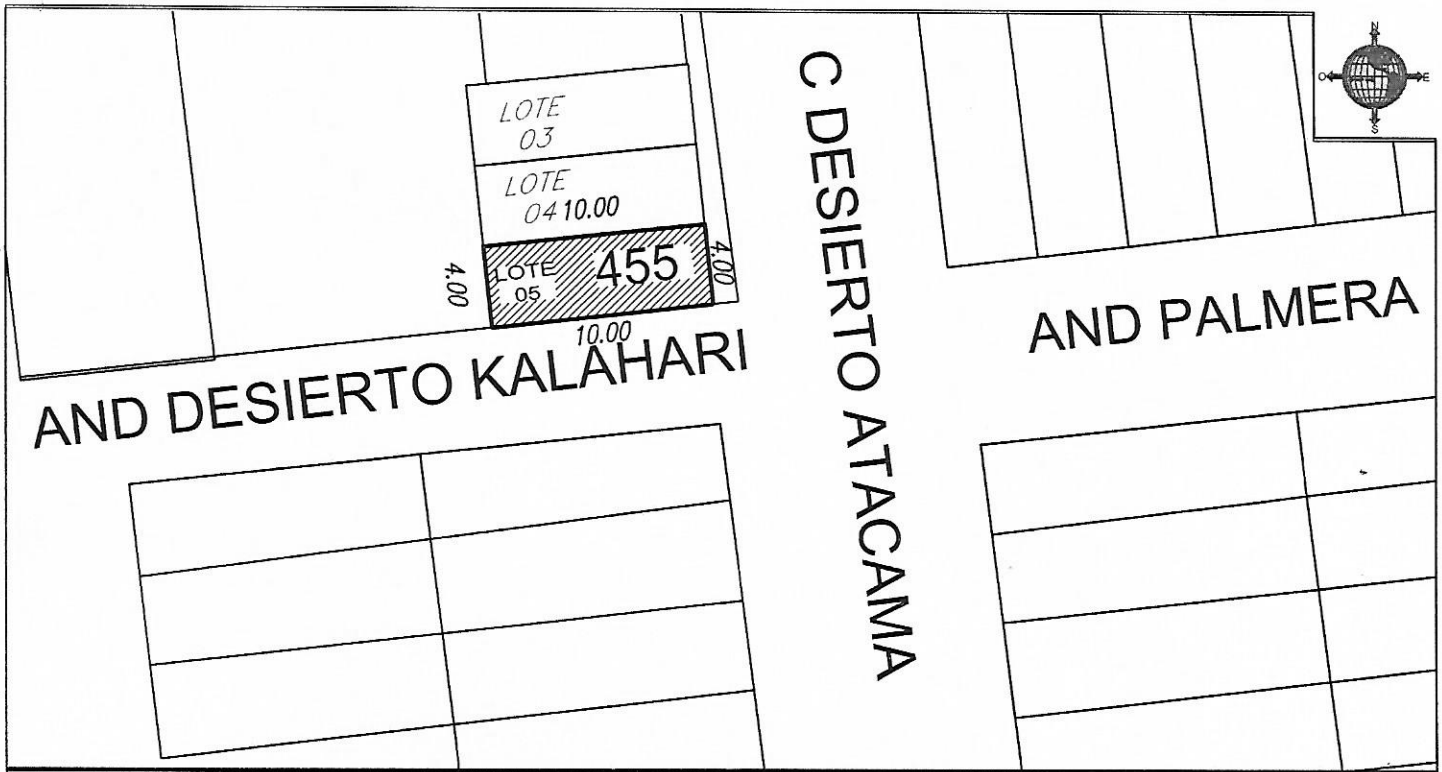 N
O E
S
LOTE
03
LOTE
04 10.00
LOTE
05
455
4.00
4.00
10.00
AND DESIERTO KALAHARI
C DESIERTO ATACAMA
AND PALMERA